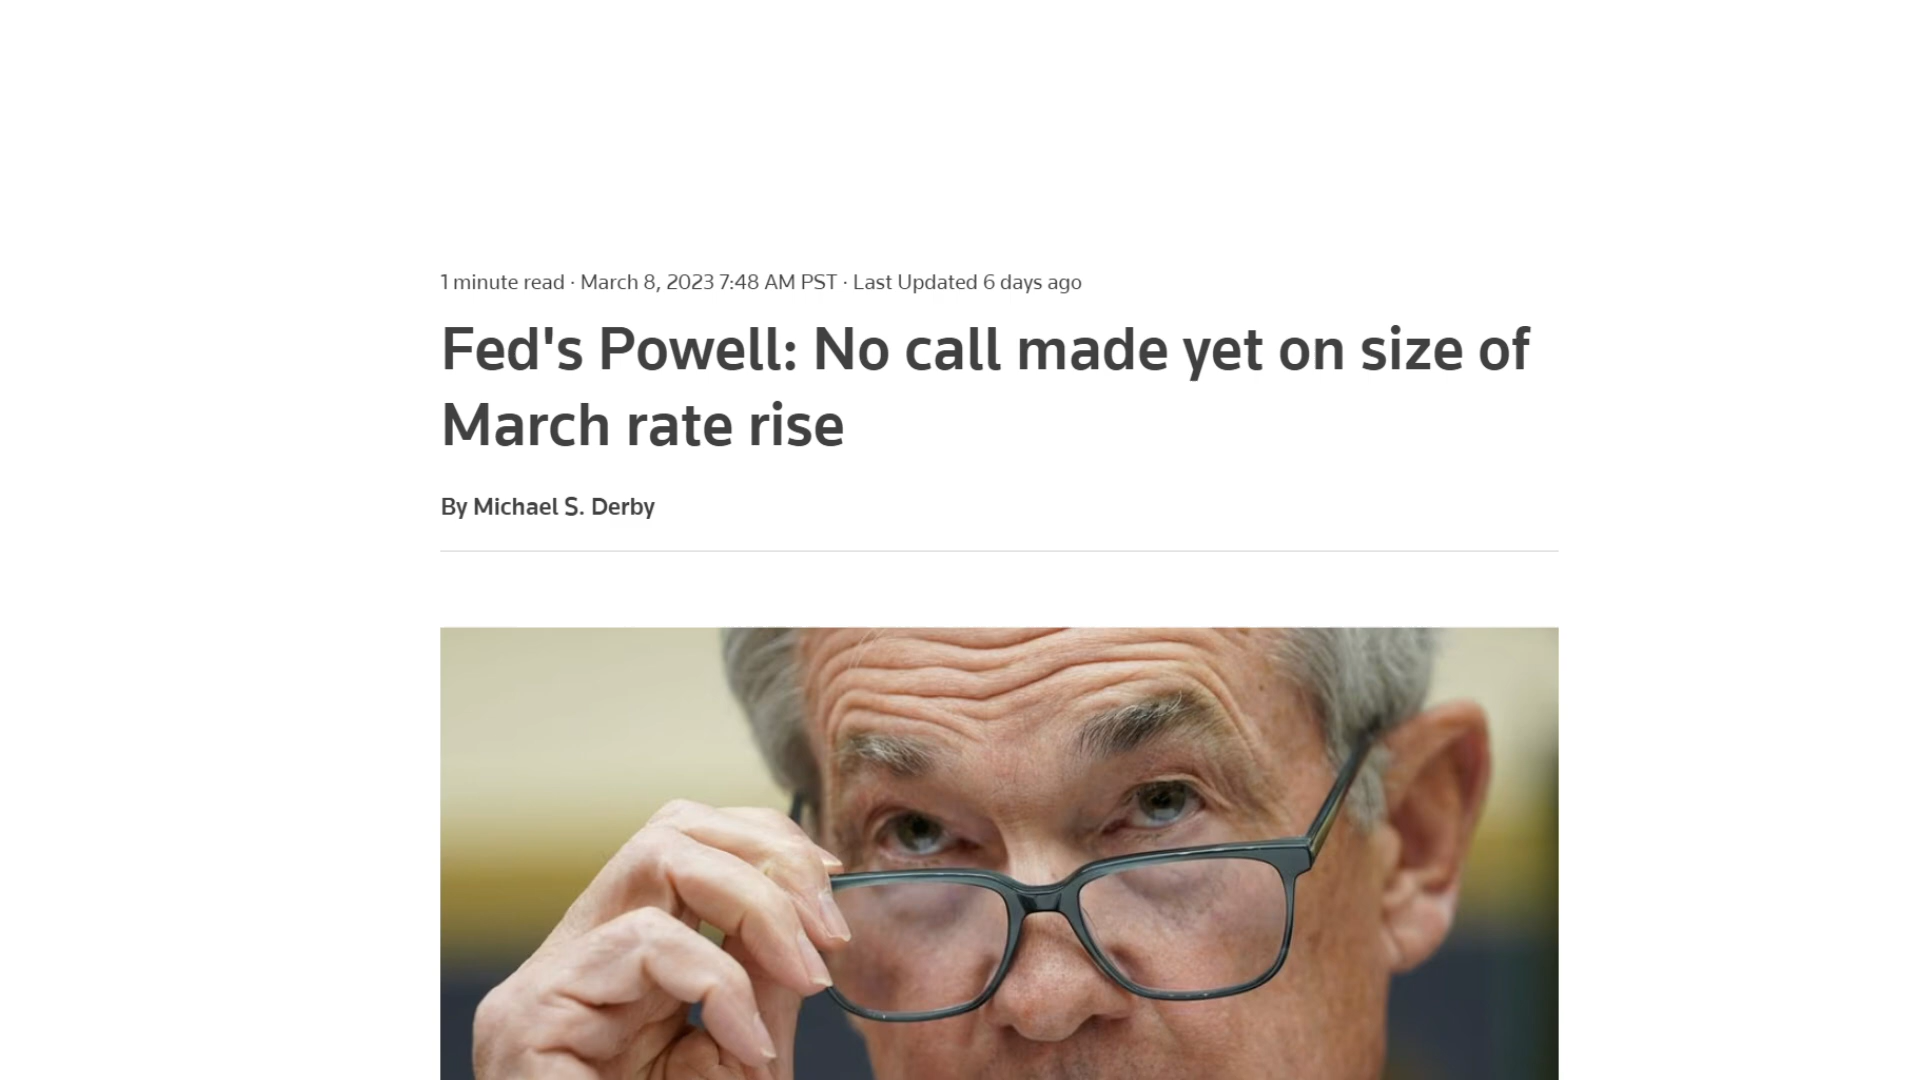 1 minute read · March 8, 2023 7:48 AM PST · Last Updated 6 days ago
Fed's Powell: No call made yet on size of
March rate rise
By Michael S. Derby